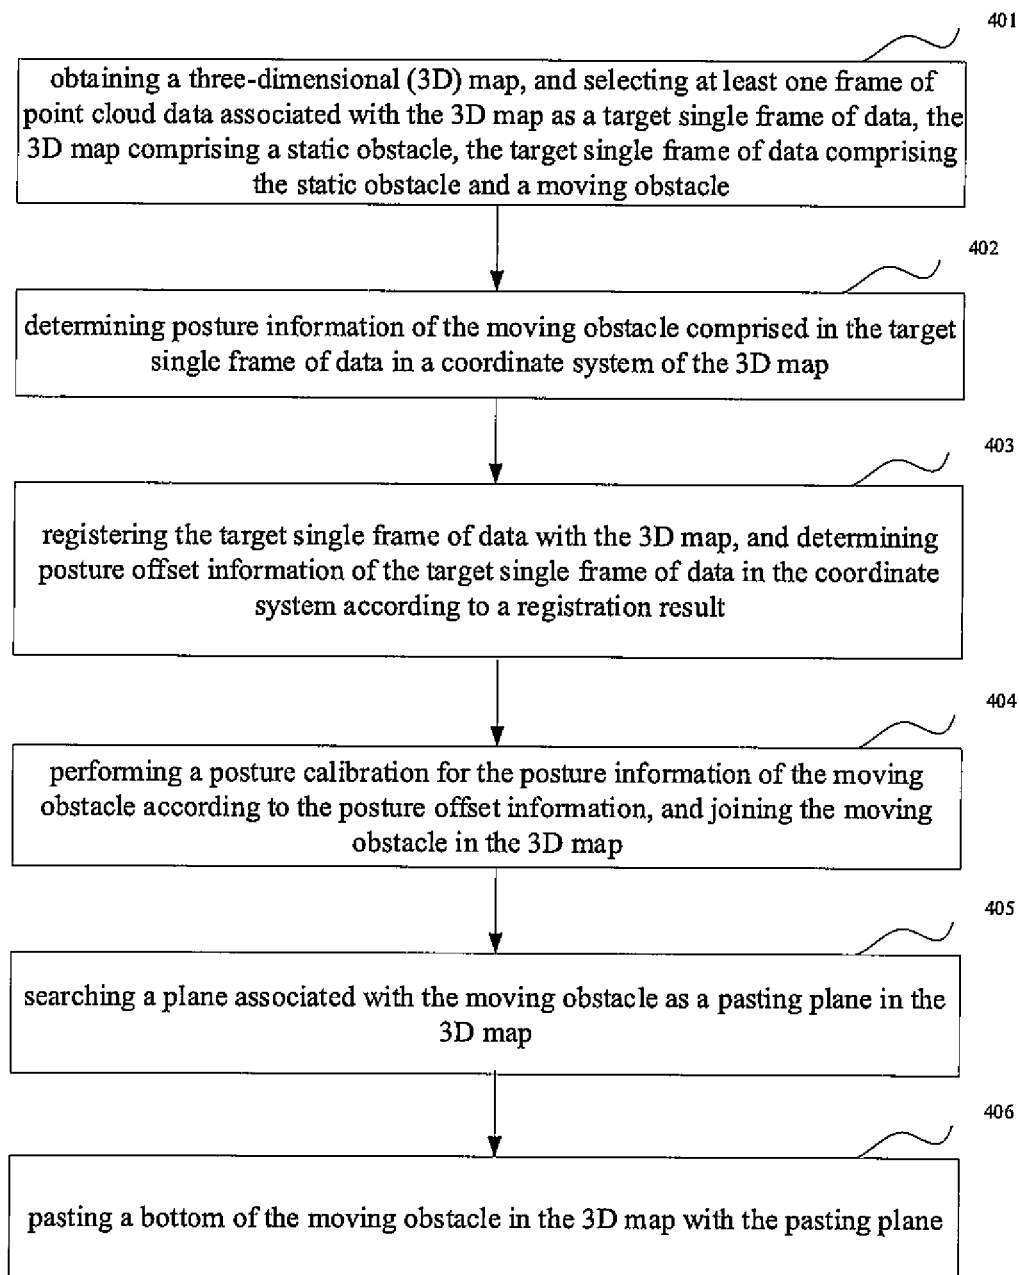 401
obtaining a three-dimensional (3D) map, and selecting at least one frame of
point cloud data associated with the 3D map as a target single frame of data, the
3D map comprising a static obstacle, the target single frame of data comprising
the static obstacle and a moving obstacle
402
determining posture information of the moving obstacle comprised in the target
single frame of data in a coordinate system of the 3D map
403
registering the target single frame of data with the 3D map, and determining
posture offset information of the target single frame of data in the coordinate
system according to a registration result
404
performing a posture calibration for the posture information of the moving
obstacle according to the posture offset information, and joining the moving
obstacle in the 3D map
405
searching a plane associated with the moving obstacle as a pasting plane in the
3D map
406
pasting a bottom of the moving obstacle in the 3D map with the pasting plane